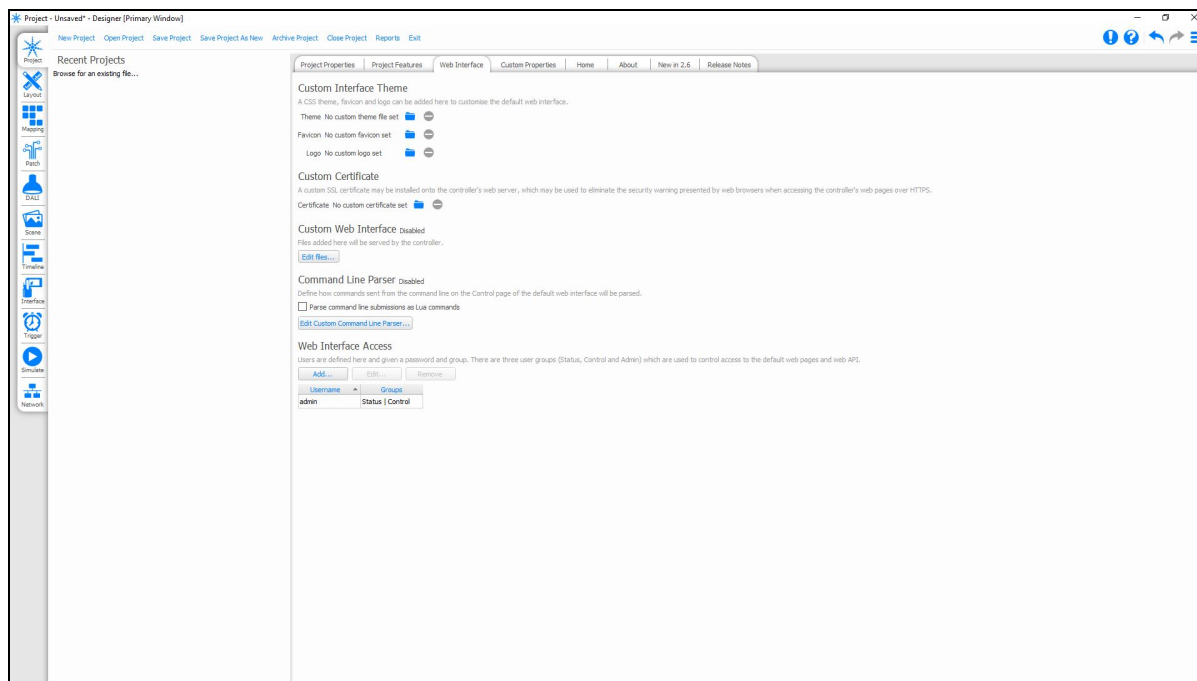 Project - Unsaved* - Designer [Primary Window]
New Project Open Project Save Project Save Project As New Archive Project Close Project Reports Exit
Project
Layout
Mapping
Patch
DALI
Scene
Timeline
Interface
Trigger
Simulate
Network
Recent Projects
Browse for an existing file...
Project Properties Project Features Web Interface Custom Properties Home About New in 2.6 Release Notes
Custom Interface Theme
A CSS theme, favicon and logo can be added here to customise the default web interface.
Theme No custom theme file set
Favicon No custom favicon set
Logo No custom logo set
Custom Certificate
A custom SSL certificate may be installed onto the controller's web server, which may be used to eliminate the security warning presented by web browsers when accessing the controller's web pages over HTTPS.
Certificate No custom certificate set
Custom Web Interface Disabled
Files added here will be served by the controller.
Edit files...
Command Line Parser Disabled
Define how commands sent from the command line on the Control page of the default web interface will be parsed.
Parse command line submissions as Lua commands
Edit Custom Command Line Parser...
Web Interface Access
Users are defined here and given a password and group. There are three user groups (Status, Control and Admin) which are used to control access to the default web pages and web API.
Add... Edit... Remove
Username Groups
admin Status | Control